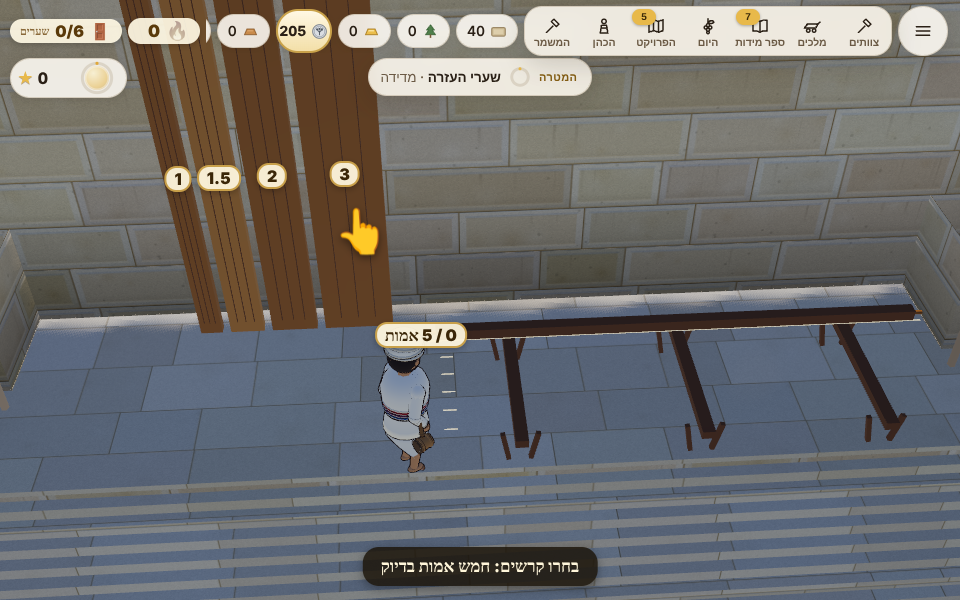 צוותים
מלכים
7
ספר מידות
היום
5
הפרויקט
הכהן
המשמר
40
0
0
205
0
0
0/6 שערים
0
המטרה שערי העזרה · מדידה
1
1.5
2
3
0 / 5 אמות
בחרו קרשים: חמש אמות בדיוק